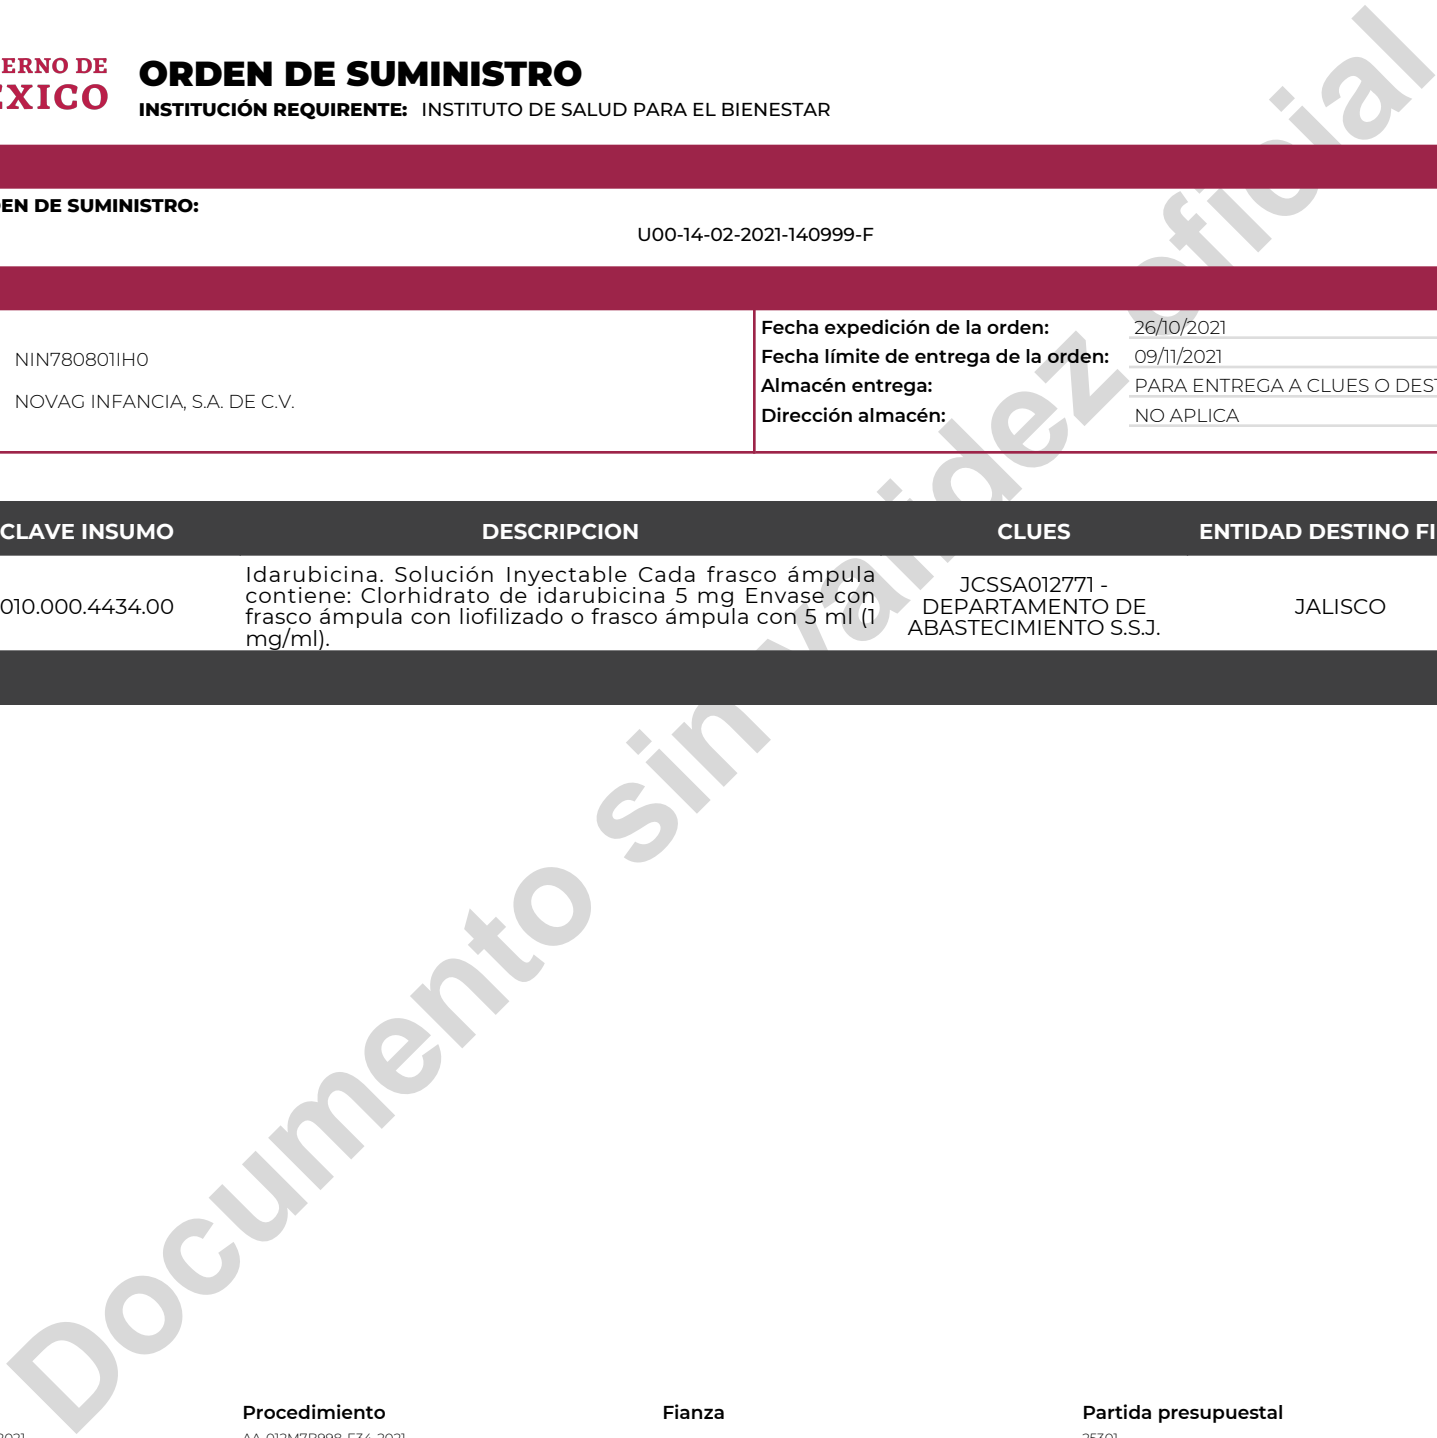 ERNO DE
ORDEN DE SUMINISTRO
EXICO
INSTITUCIÓN REQUIRENTE: INSTITUTO DE SALUD PARA EL BIENESTAR
EN DE SUMINISTRO:
U00-14-02-2021-140999-F
NIN780801IH0
NOVAG INFANCIA, S.A. DE C.V.
Fecha expedición de la orden: 26/10/2021
Fecha límite de entrega de la orden: 09/11/2021
Almacén entrega: PARA ENTREGA A CLUES O DEST
Dirección almacén: NO APLICA
CLAVE INSUMO DESCRIPCION CLUES ENTIDAD DESTINO FI
010.000.4434.00
Idarubicina. Solución Inyectable Cada frasco ámpula
contiene: Clorhidrato de idarubicina 5 mg Envase con
frasco ámpula con liofilizado o frasco ámpula con 5 ml (1
mg/ml).
JCSSA012771 -
DEPARTAMENTO DE
ABASTECIMIENTO S.S.J.
JALISCO
Documento sin validez oficial
Procedimiento Fianza Partida presupuestal